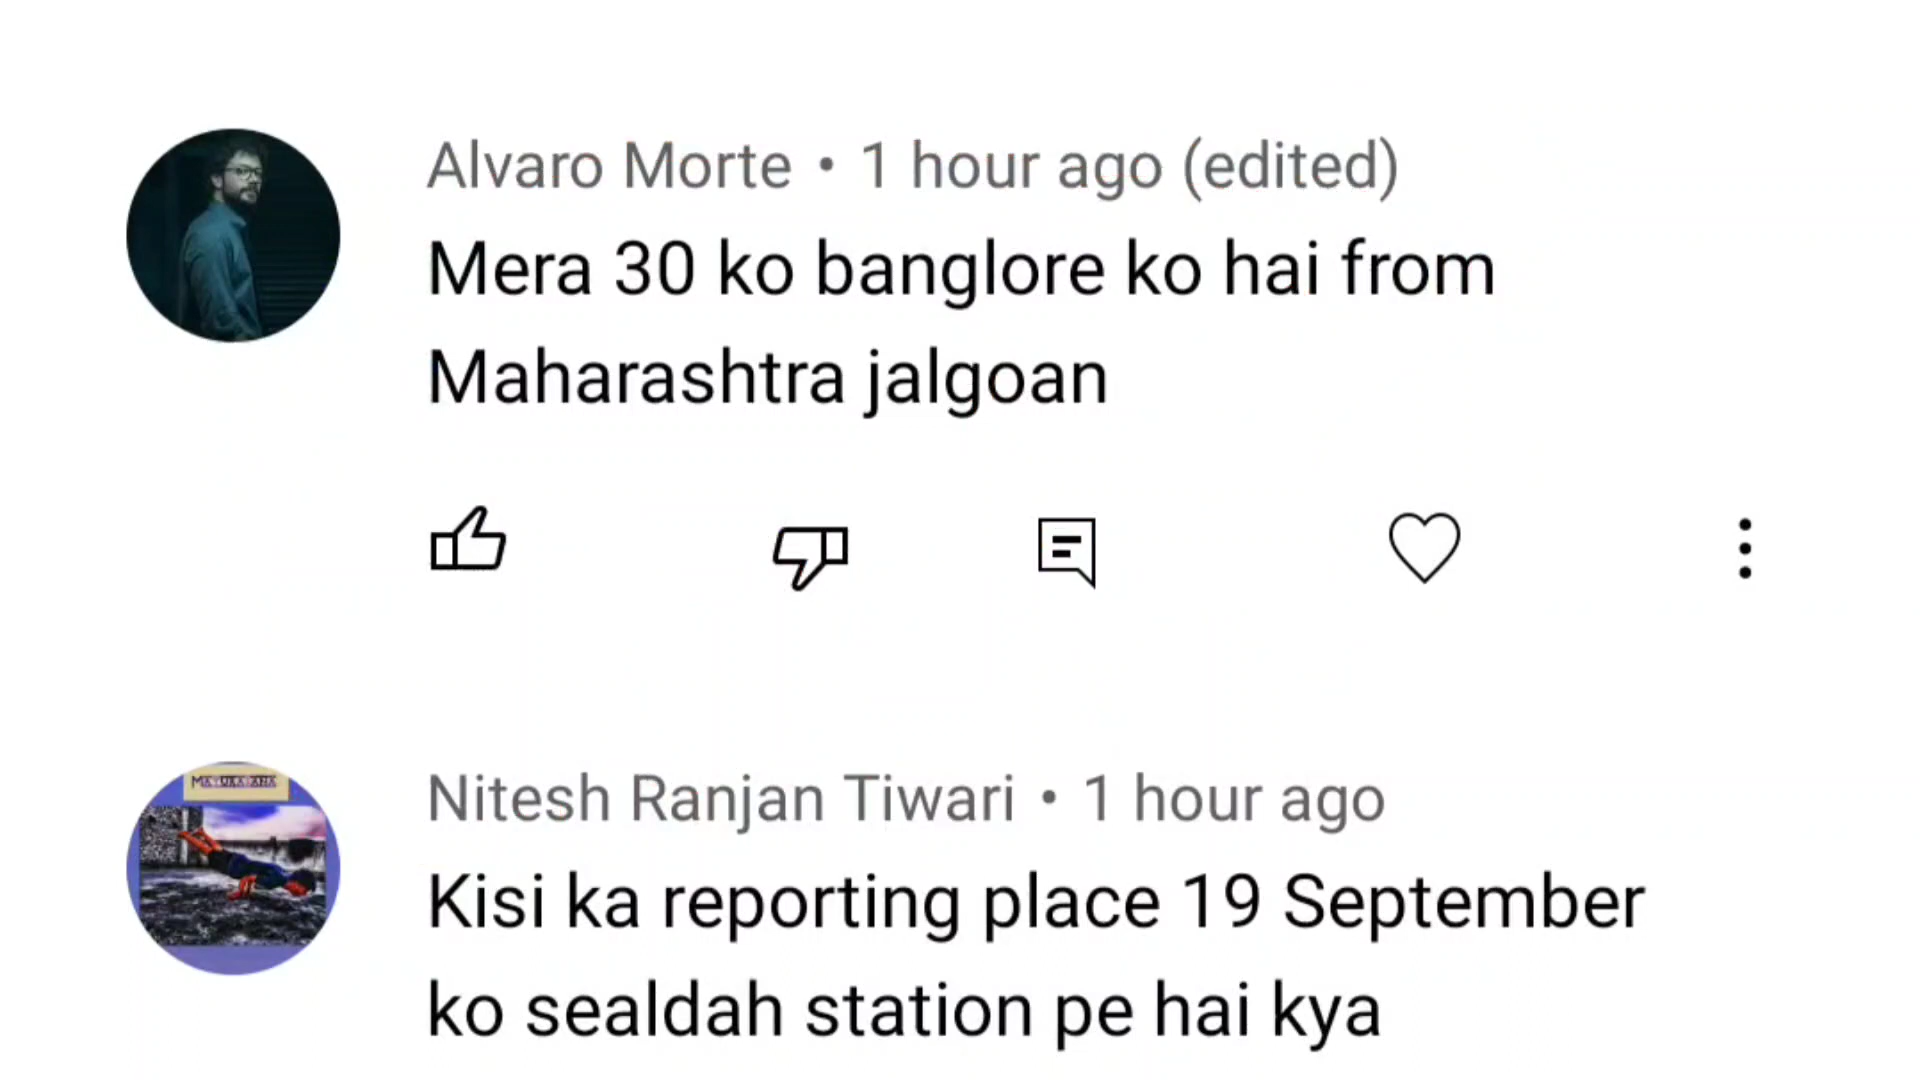 Alvaro Morte • 1 hour ago (edited)
Mera 30 ko banglore ko hai from
Maharashtra jalgoan
Nitesh Ranjan Tiwari • 1 hour ago
Kisi ka reporting place 19 September
ko sealdah station pe hai kya